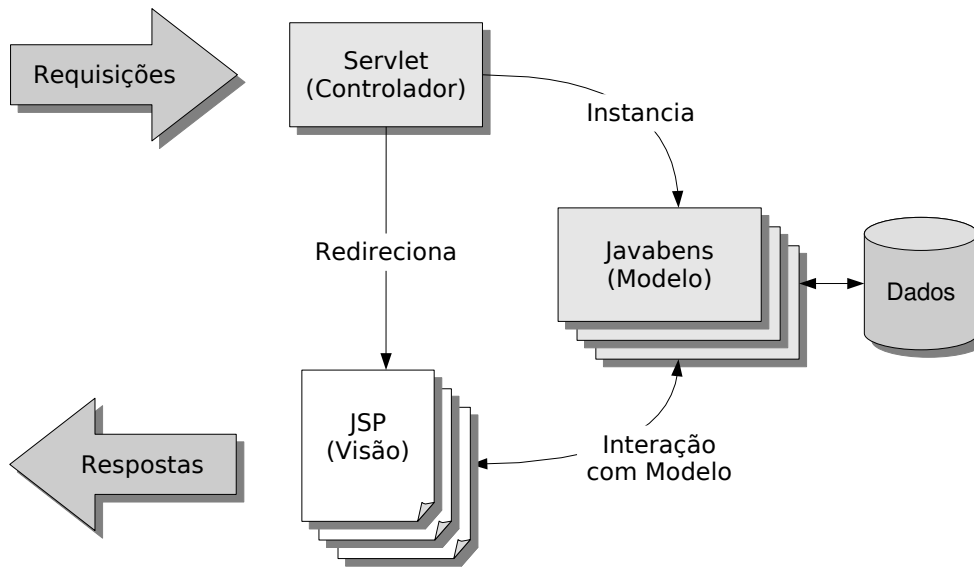 Requisições
Servlet
(Controlador)
Instancia
Redireciona
Javabens
(Modelo)
Dados
JSP
(Visão)
Interação
com Modelo
Respostas